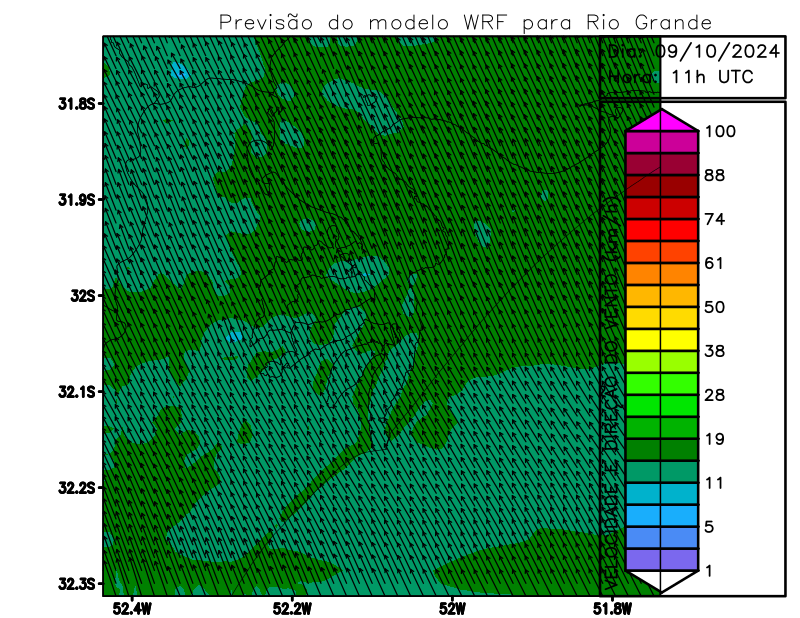 Previsão do modelo WRF para Rio Grande
Dia: 09/10/2024
Hora: 11h UTC
31.8S
31.9S
32S
32.1S
32.2S
32.3S
52.4W
52.2W
52W
51.8W
VELOCIDADE E DIREÇÃO DO VENTO (km/h)
100
88
74
61
50
38
28
19
11
5
1